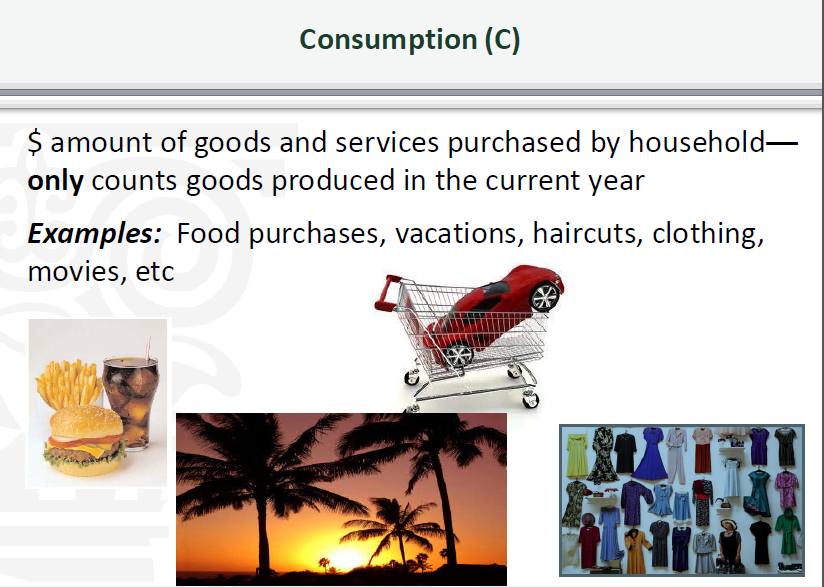 Consumption (C)
$ amount of goods and services purchased by household—
only counts goods produced in the current year
Examples: Food purchases, vacations, haircuts, clothing,
movies, etc